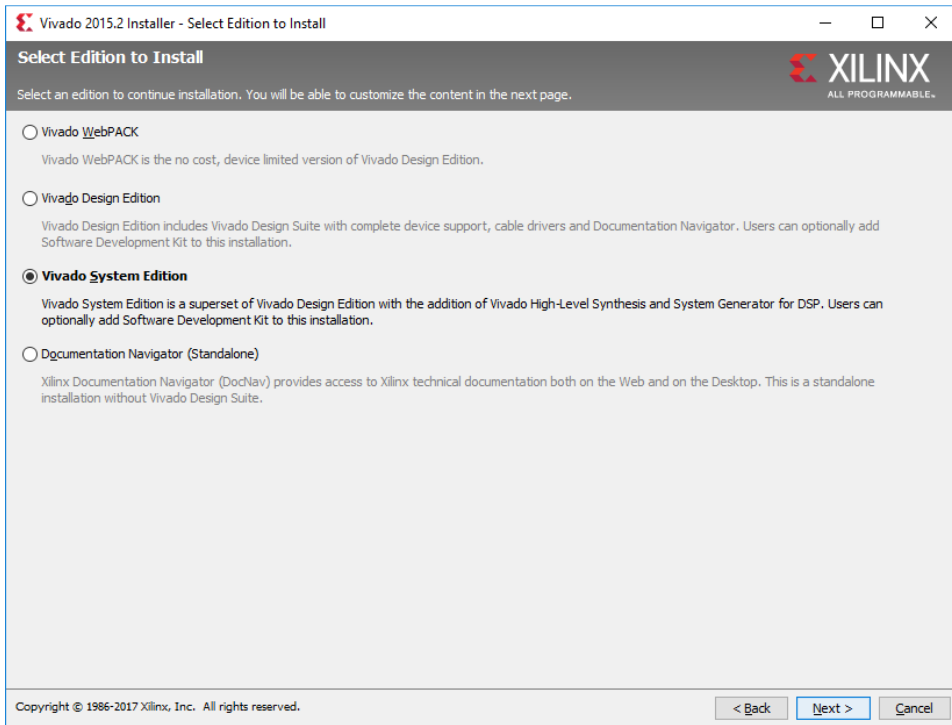 Vivado 2015.2 Installer - Select Edition to Install
Select Edition to Install
XILINX
ALL PROGRAMMABLE™
Select an edition to continue installation. You will be able to customize the content in the next page.
Vivado WebPACK
Vivado WebPACK is the no cost, device limited version of Vivado Design Edition.
Vivado Design Edition
Vivado Design Edition includes Vivado Design Suite with complete device support, cable drivers and Documentation Navigator. Users can optionally add
Software Development Kit to this installation.
Vivado System Edition
Vivado System Edition is a superset of Vivado Design Edition with the addition of Vivado High-Level Synthesis and System Generator for DSP. Users can
optionally add Software Development Kit to this installation.
Documentation Navigator (Standalone)
Xilinx Documentation Navigator (DocNav) provides access to Xilinx technical documentation both on the Web and on the Desktop. This is a standalone
installation without Vivado Design Suite.
Copyright © 1986-2017 Xilinx, Inc. All rights reserved.
< Back
Next >
Cancel